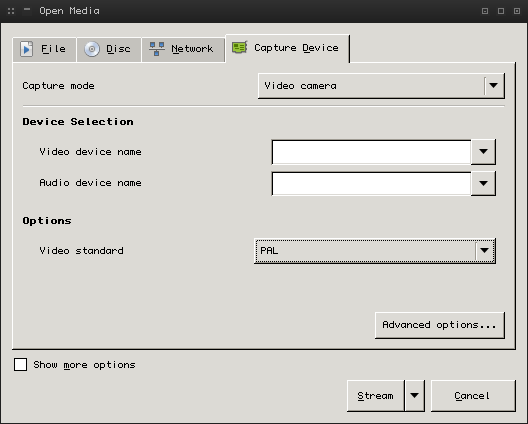 Open Media
File Disc Network Capture Device
Capture mode Video camera
Device Selection
Video device name
Audio device name
Options
Video standard PAL
Advanced options...
Show more options
Stream Cancel